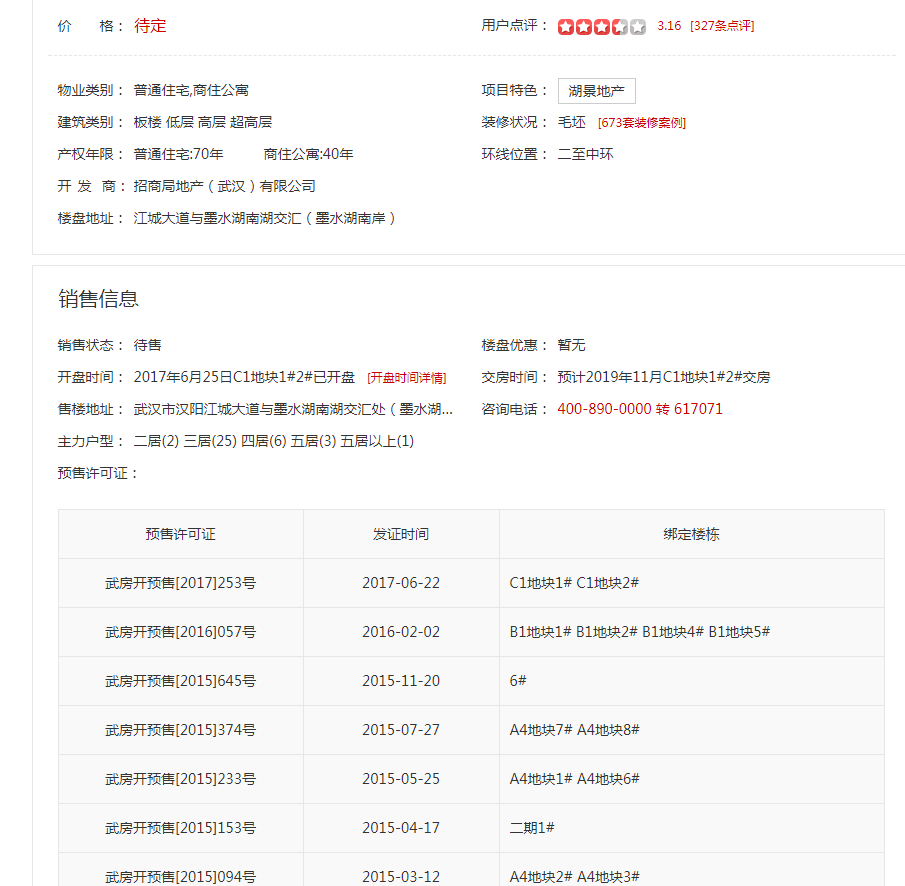 价 格： 待定 用户点评： 3.16 [327条点评]
物业类别： 普通住宅,商住公寓 项目特色： 湖景地产
建筑类别： 板楼 低层 高层 超高层 装修状况： 毛坯 [673套装修案例]
产权年限： 普通住宅:70年 商住公寓:40年 环线位置： 二至中环
开 发 商： 招商局地产（武汉）有限公司
楼盘地址： 江城大道与墨水湖南湖交汇（墨水湖南岸）
销售信息
销售状态： 待售 楼盘优惠： 暂无
开盘时间： 2017年6月25日C1地块1#2#已开盘 [开盘时间详情] 交房时间： 预计2019年11月C1地块1#2#交房
售楼地址： 武汉市汉阳江城大道与墨水湖南湖交汇处（墨水湖... 咨询电话： 400-890-0000 转 617071
主力户型： 二居(2) 三居(25) 四居(6) 五居(3) 五居以上(1)
预售许可证：
预售许可证 发证时间 绑定楼栋
武房开预售[2017]253号 2017-06-22 C1地块1# C1地块2#
武房开预售[2016]057号 2016-02-02 B1地块1# B1地块2# B1地块4# B1地块5#
武房开预售[2015]645号 2015-11-20 6#
武房开预售[2015]374号 2015-07-27 A4地块7# A4地块8#
武房开预售[2015]233号 2015-05-25 A4地块1# A4地块6#
武房开预售[2015]153号 2015-04-17 二期1#
武房开预售[2015]094号 2015-03-12 A4地块2# A4地块3#